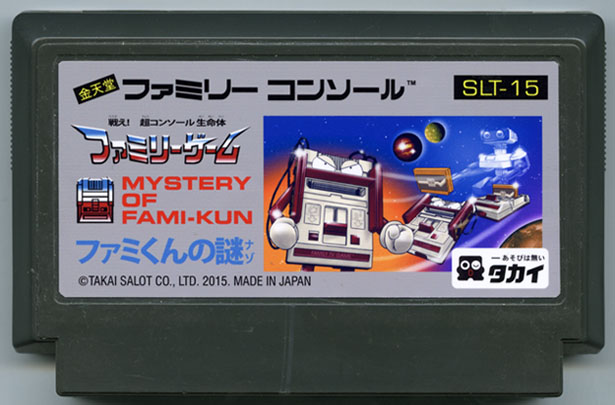 金天堂 ファミリー コンソール™ SLT-15
戦え! 超コンソール生命体
ファミリーゲーム
MYSTERY
OF
FAMI-KUN
ファミくんの謎 ナゾ
©TAKAI SALOT CO., LTD. 2015. MADE IN JAPAN
あそびは無い
タカイ